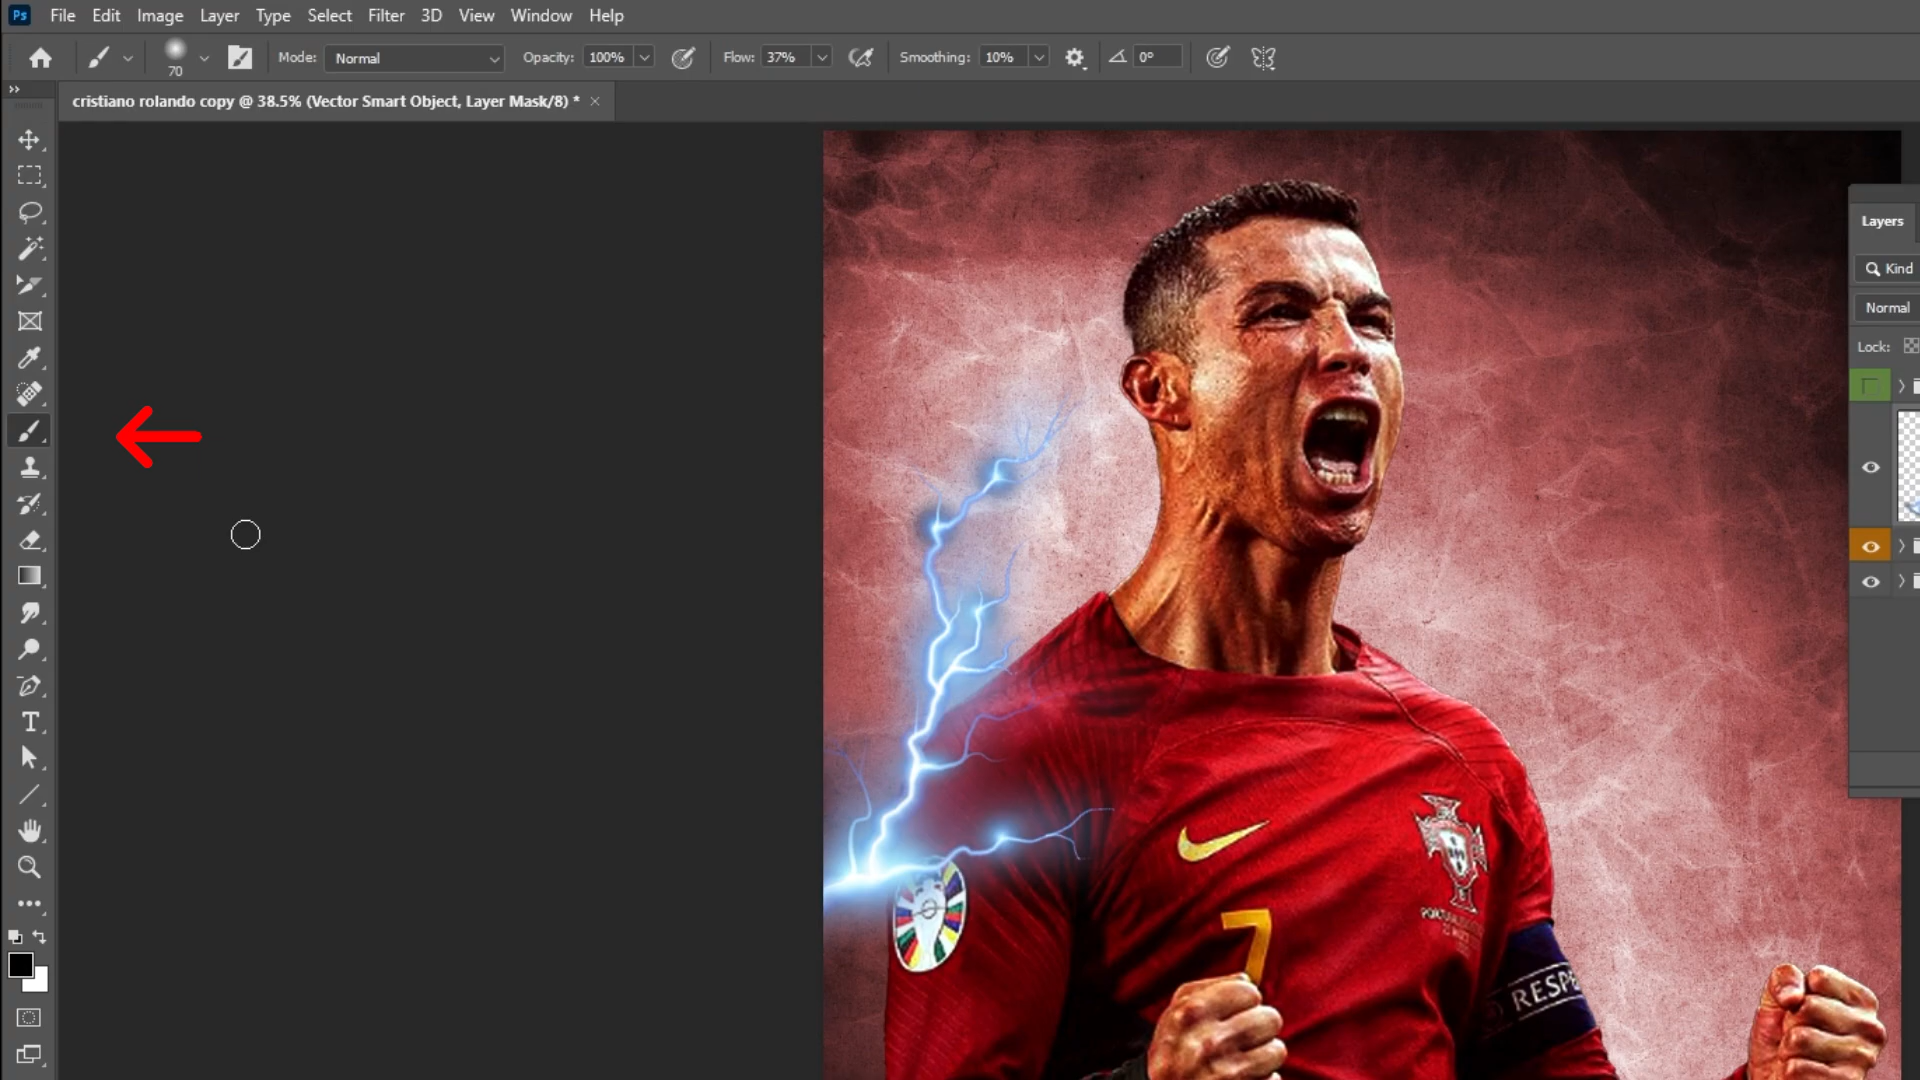 Ps File Edit Image Layer Type Select Filter 3D View Window Help
70 Mode: Normal Opacity: 100% Flow: 37% Smoothing: 10% 0°
cristiano rolando copy @ 38.5% (Vector Smart Object, Layer Mask/8) * ×
Layers
Kind
Normal
Lock:
T
7
RESPE